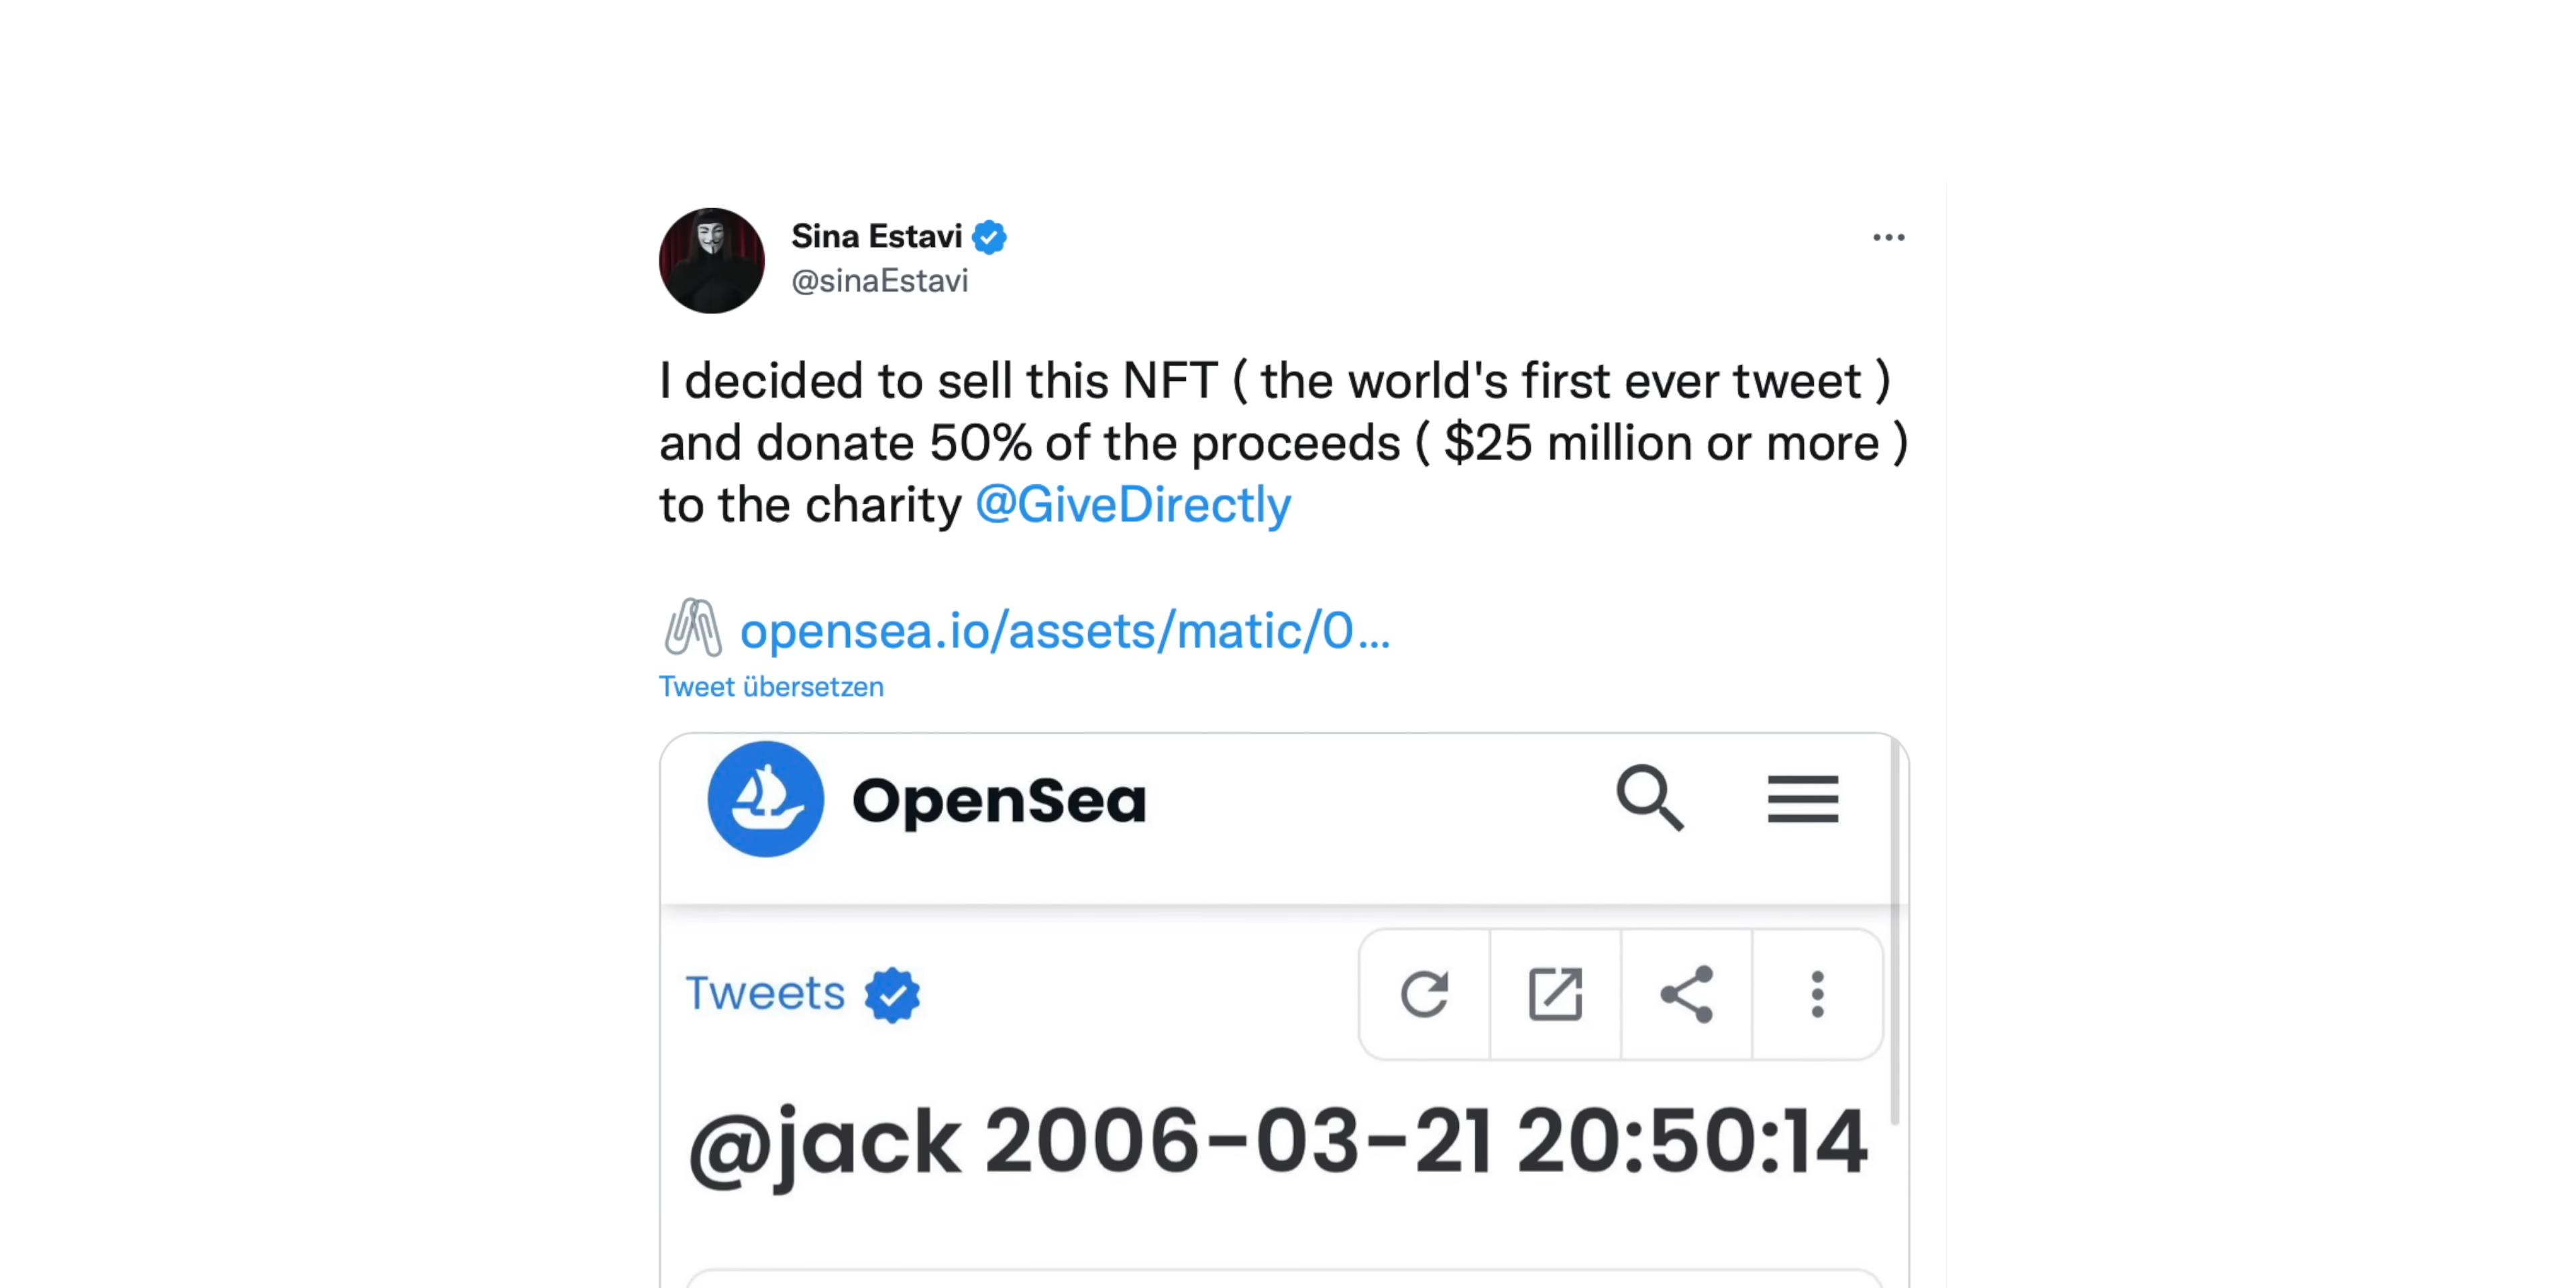 Sina Estavi
@sinaEstavi
I decided to sell this NFT ( the world's first ever tweet )
and donate 50% of the proceeds ( $25 million or more )
to the charity @GiveDirectly
🖇 opensea.io/assets/matic/0...
Tweet übersetzen
OpenSea
Tweets
@jack 2006-03-21 20:50:14